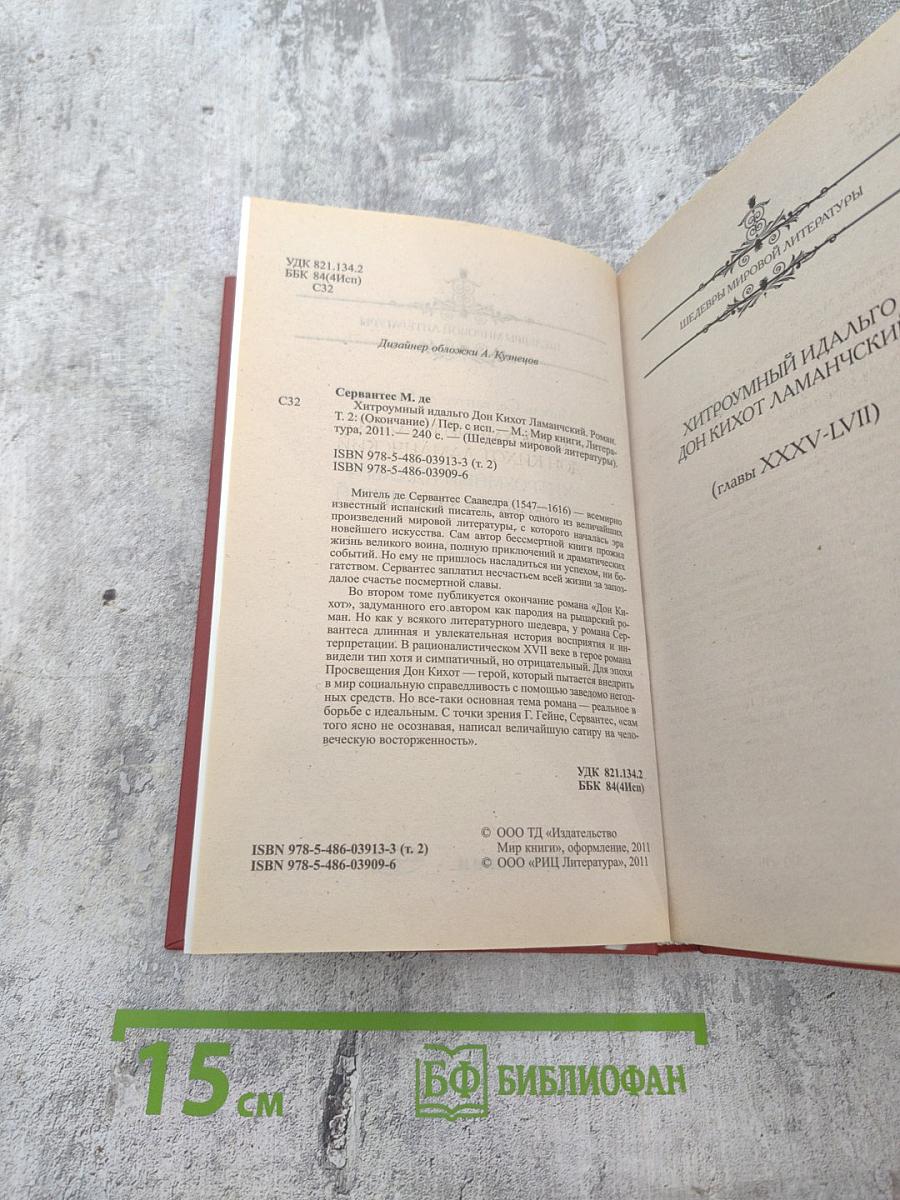 УДК 821.134.2
ББК 84(4Исп)
С32
Дизайнер обложки А. Кузнецов
Сервантес М. де
С32 Хитроумный идальго Дон Кихот Ламанчский. Роман.
Т. 2: (Окончание) / Пер. с исп. — М.: Мир книги, Литера-
тура, 2011. — 240 с. — (Шедевры мировой литературы).
ISBN 978-5-486-03913-3 (т. 2)
ISBN 978-5-486-03909-6
Мигель де Сервантес Сааведра (1547—1616) — всемирно
известный испанский писатель, автор одного из величайших
произведений мировой литературы, с которого началась эра
новейшего искусства. Сам автор бессмертной книги прожил
жизнь великого воина, полную приключений и драматических
событий. Но ему не пришлось насладиться ни успехом, ни бо-
гатством. Сервантес заплатил несчастьем всей жизни за запоз-
далое счастье посмертной славы.
Во втором томе публикуется окончание романа «Дон Ки-
хот», задуманного его автором как пародия на рыцарский ро-
ман. Но как у всякого литературного шедевра, у романа Сер-
вантеса длинная и увлекательная история восприятия и ин-
терпретации. В рационалистическом XVII веке в герое романа
видели тип хотя и симпатичный, но отрицательный. Для эпохи
Просвещения Дон Кихот — герой, который пытается внедрить
в мир социальную справедливость с помощью заведомо негод-
ных средств. Но все-таки основная тема романа — реальное в
борьбе с идеальным. С точки зрения Г. Гейне, Сервантес, «сам
того ясно не осознавая, написал величайшую сатиру на чело-
веческую восторженность».
УДК 821.134.2
ББК 84(4Исп)
ISBN 978-5-486-03913-3 (т. 2)
ISBN 978-5-486-03909-6
© ООО ТД «Издательство
Мир книги», оформление, 2011
© ООО «РИЦ Литература», 2011
ШЕДЕВРЫ МИРОВОЙ ЛИТЕРАТУРЫ
ХИТРОУМНЫЙ ИДАЛЬГО
ДОН КИХОТ ЛАМАНЧСКИЙ
(главы XXXV-LVII)
15 см
БФ БИБЛИОФАН